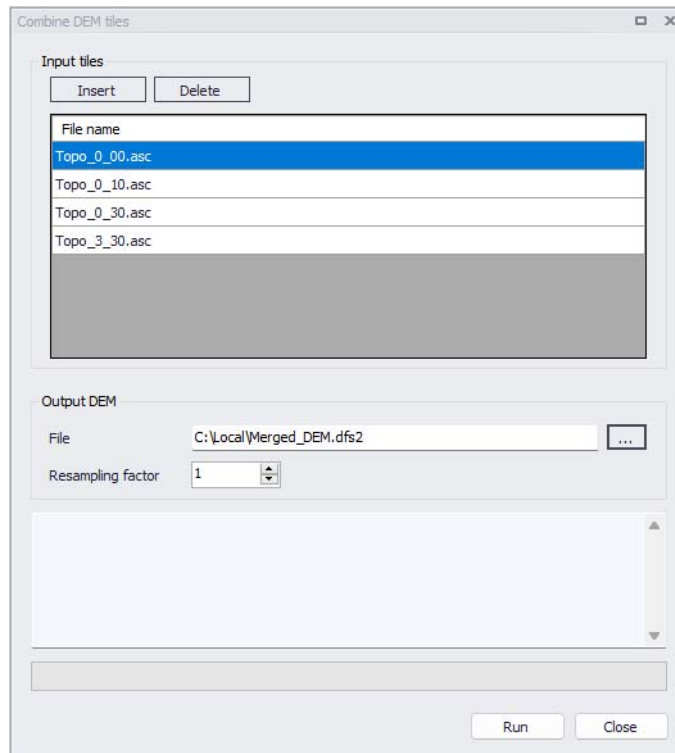 Combine DEM tiles
Input tiles
Insert Delete
File name
Topo_0_00.asc
Topo_0_10.asc
Topo_0_30.asc
Topo_3_30.asc
Output DEM
File C:\Local\Merged_DEM.dfs2 ...
Resampling factor 1
Run Close